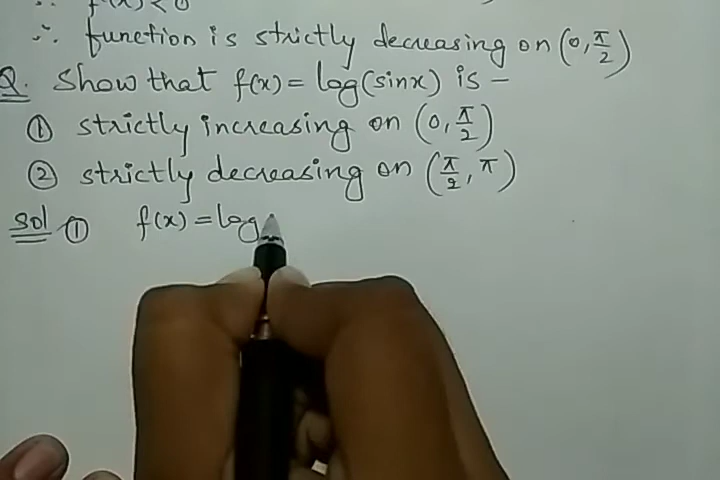 ∴ f'(x) < 0
∴ function is strictly decreasing on (0, π/2)
Q. Show that f(x) = log(sinx) is –
① strictly increasing on (0, π/2)
② strictly decreasing on (π/2, π)
Sol ① f(x) = log